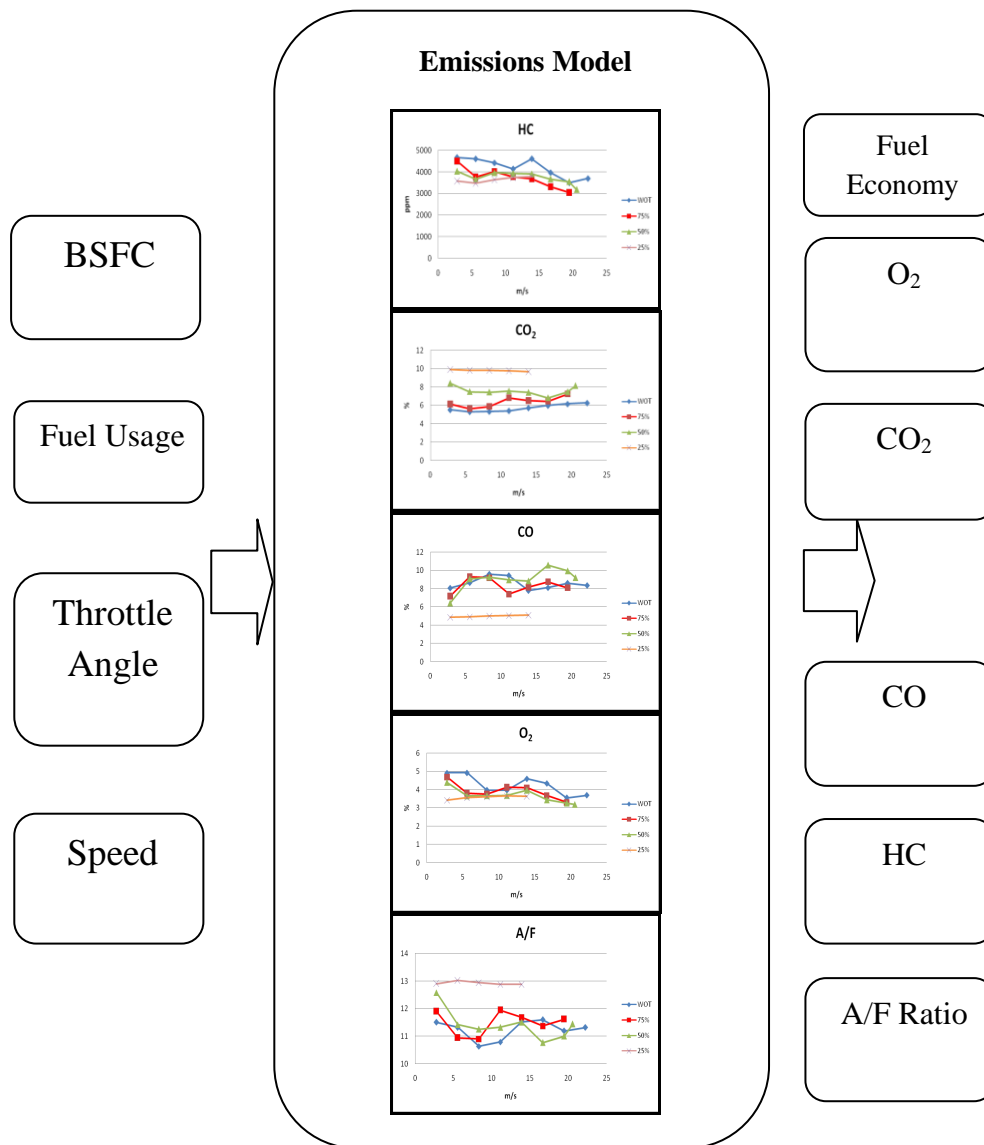 Emissions Model
BSFC
Fuel Usage
Throttle
Angle
Speed
HC
5000
4000
3000
2000
1000
0
ppm
0 5 10 15 20 25
m/s
WOT
75%
50%
25%
CO₂
12
10
8
6
4
2
0
%
0 5 10 15 20 25
m/s
WOT
75%
50%
25%
CO
12
10
8
6
4
2
0
%
0 5 10 15 20 25
m/s
WOT
75%
50%
25%
O₂
6
5
4
3
2
1
0
%
0 5 10 15 20 25
m/s
WOT
75%
50%
25%
A/F
14
13
12
11
10
0 5 10 15 20 25
m/s
WOT
75%
50%
25%
Fuel
Economy
O₂
CO₂
CO
HC
A/F Ratio